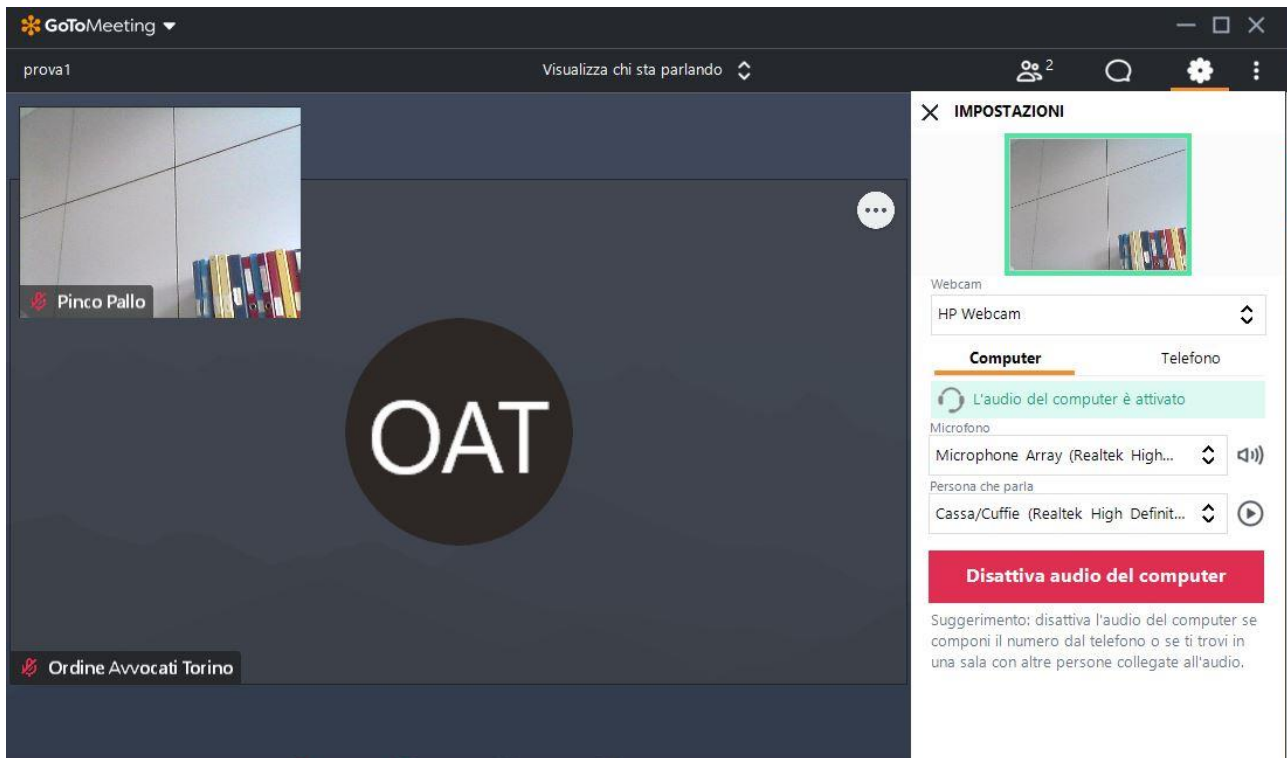 GoToMeeting
prova1
Visualizza chi sta parlando
2
Pinco Pallo
OAT
Ordine Avvocati Torino
IMPOSTAZIONI
Webcam
HP Webcam
Computer
Telefono
L'audio del computer è attivato
Microfono
Microphone Array (Realtek High...
Persona che parla
Cassa/Cuffie (Realtek High Definit...
Disattiva audio del computer
Suggerimento: disattiva l'audio del computer se
componi il numero dal telefono o se ti trovi in
una sala con altre persone collegate all'audio.